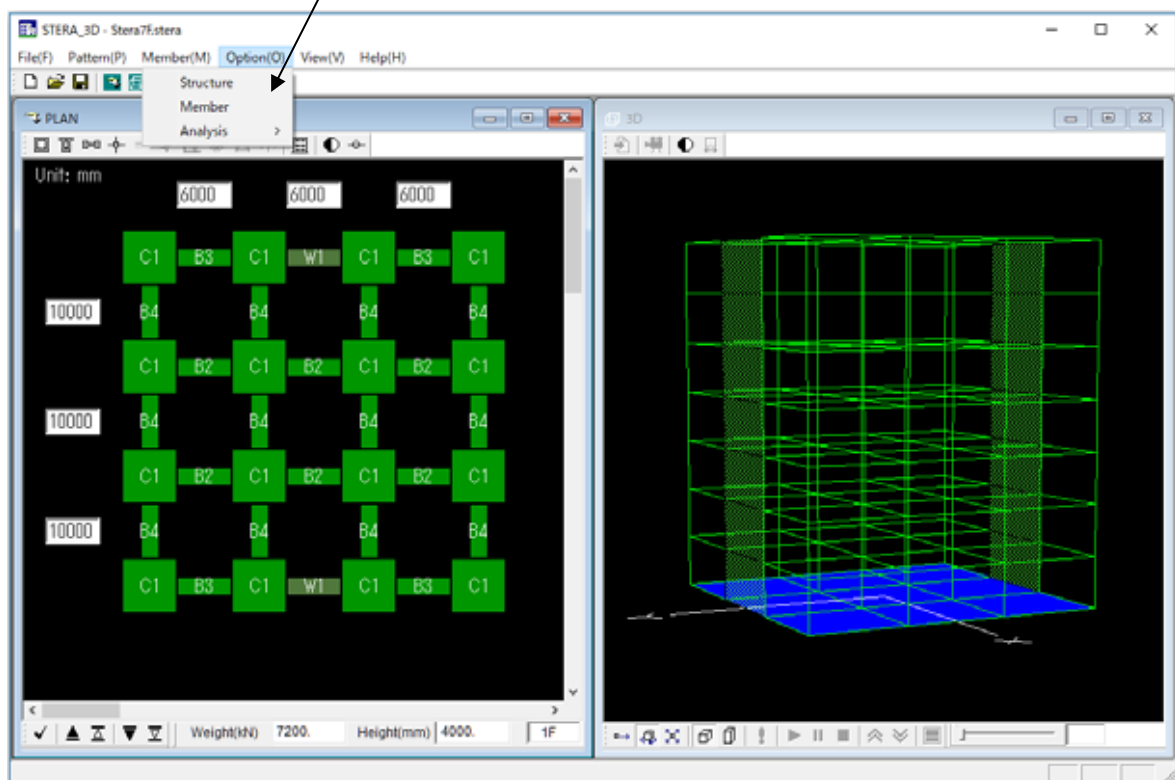 STERA_3D - Stera7F.stera
File(F) Pattern(P) Member(M) Option(O) View(V) Help(H)
Structure
Member
Analysis >
PLAN
Unit: mm
6000 6000 6000
C1 B3 C1 W1 C1 B3 C1
10000 B4 B4 B4 B4
C1 B2 C1 B2 C1 B2 C1
10000 B4 B4 B4 B4
C1 B2 C1 B2 C1 B2 C1
10000 B4 B4 B4 B4
C1 B3 C1 W1 C1 B3 C1
Weight(kN) 7200. Height(mm) 4000. 1F
3D